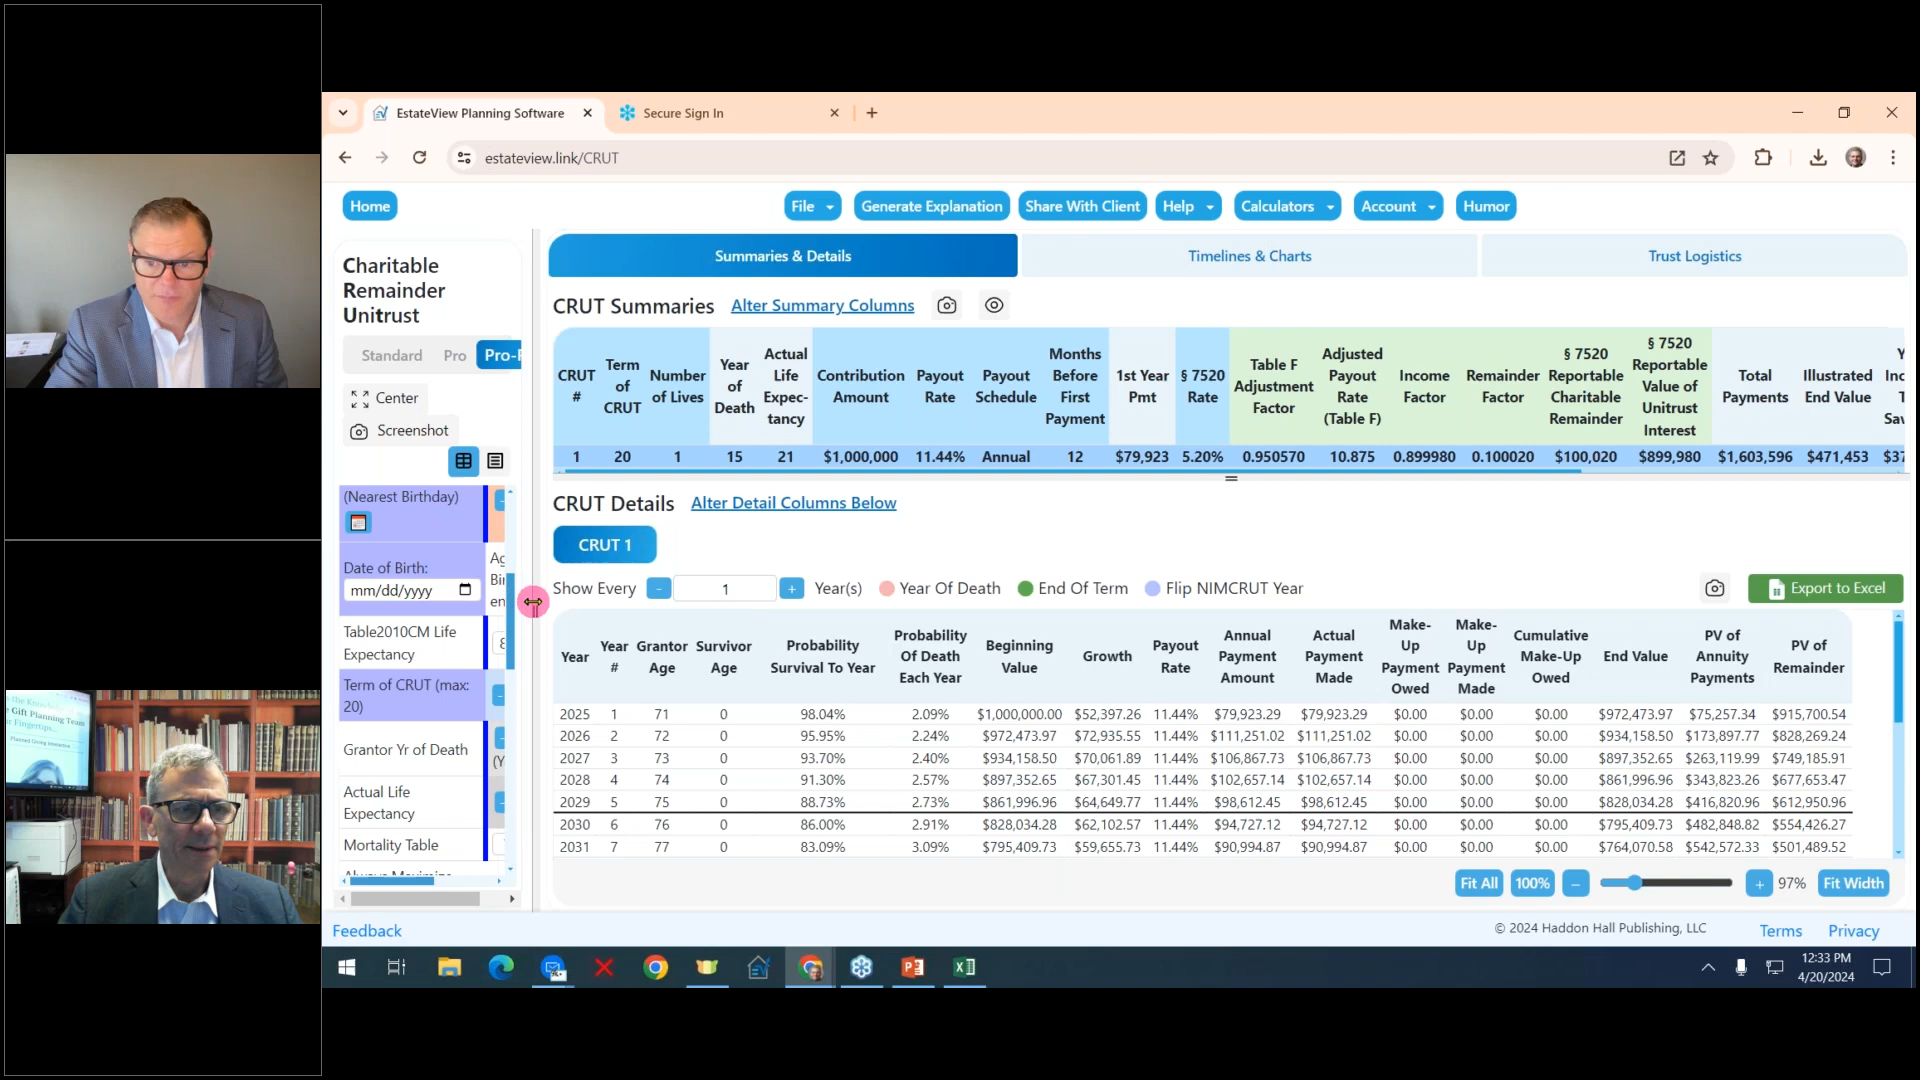 EstateView Planning Software
Secure Sign In
estateview.link/CRUT
Home
File
Generate Explanation
Share With Client
Help
Calculators
Account
Humor
Charitable
Remainder
Unitrust
Standard Pro Pro-
Center
Screenshot
(Nearest Birthday)
Date of Birth:
mm/dd/yyyy
Table2010CM Life
Expectancy
Term of CRUT (max:
20)
Grantor Yr of Death
Actual Life
Expectancy
Mortality Table
Summaries & Details
Timelines & Charts
Trust Logistics
CRUT Summaries Alter Summary Columns
CRUT # Term of CRUT Number of Lives Year of Death Actual Life Expec- tancy Contribution Amount Payout Rate Payout Schedule Months Before First Payment 1st Year Pmt § 7520 Rate Table F Adjustment Factor Adjusted Payout Rate (Table F) Income Factor Remainder Factor § 7520 Reportable Charitable Remainder § 7520 Reportable Value of Unitrust Interest Total Payments Illustrated End Value
1 20 1 15 21 $1,000,000 11.44% Annual 12 $79,923 5.20% 0.950570 10.875 0.899980 0.100020 $100,020 $899,980 $1,603,596 $471,453 $37
CRUT Details Alter Detail Columns Below
CRUT 1
Show Every - 1 + Year(s) Year Of Death End Of Term Flip NIMCRUT Year
Export to Excel
Year Year # Grantor Age Survivor Age Probability Survival To Year Probability Of Death Each Year Beginning Value Growth Payout Rate Annual Payment Amount Actual Payment Made Make- Up Payment Owed Make- Up Payment Made Cumulative Make-Up Owed End Value PV of Annuity Payments PV of Remainder
2025 1 71 0 98.04% 2.09% $1,000,000.00 $52,397.26 11.44% $79,923.29 $79,923.29 $0.00 $0.00 $0.00 $972,473.97 $75,257.34 $915,700.54
2026 2 72 0 95.95% 2.24% $972,473.97 $72,935.55 11.44% $111,251.02 $111,251.02 $0.00 $0.00 $0.00 $934,158.50 $173,897.77 $828,269.24
2027 3 73 0 93.70% 2.40% $934,158.50 $70,061.89 11.44% $106,867.73 $106,867.73 $0.00 $0.00 $0.00 $897,352.65 $263,119.99 $749,185.91
2028 4 74 0 91.30% 2.57% $897,352.65 $67,301.45 11.44% $102,657.14 $102,657.14 $0.00 $0.00 $0.00 $861,996.96 $343,823.26 $677,653.47
2029 5 75 0 88.73% 2.73% $861,996.96 $64,649.77 11.44% $98,612.45 $98,612.45 $0.00 $0.00 $0.00 $828,034.28 $416,820.96 $612,950.96
2030 6 76 0 86.00% 2.91% $828,034.28 $62,102.57 11.44% $94,727.12 $94,727.12 $0.00 $0.00 $0.00 $795,409.73 $482,848.82 $554,426.27
2031 7 77 0 83.09% 3.09% $795,409.73 $59,655.73 11.44% $90,994.87 $90,994.87 $0.00 $0.00 $0.00 $764,070.58 $542,572.33 $501,489.52
Fit All
100%
- + 97%
Fit Width
Feedback
© 2024 Haddon Hall Publishing, LLC
Terms
Privacy
12:33 PM
4/20/2024
Gift Planning Team